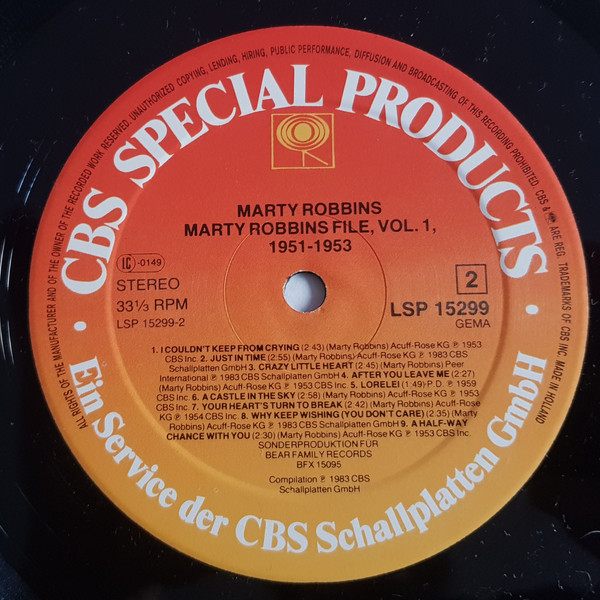 ALL RIGHTS OF THE MANUFACTURER AND OF THE OWNER OF THE RECORDED WORK RESERVED. UNAUTHORIZED COPYING, LENDING, HIRING, PUBLIC PERFORMANCE, DIFFUSION AND BROADCASTING OF THIS RECORDING PROHIBITED. CBS & ARE REG. TRADEMARKS OF CBS INC. MADE IN HOLLAND
· CBS SPECIAL PRODUCTS ·
MARTY ROBBINS
MARTY ROBBINS FILE, VOL. 1,
1951-1953
LC -0149
STEREO
33⅓ RPM
LSP 15299-2
2
LSP 15299
GEMA
1. I COULDN'T KEEP FROM CRYING (2:43) (Marty Robbins) Acuff-Rose KG ℗ 1953
CBS Inc. 2. JUST IN TIME (2:55) (Marty Robbins) Acuff-Rose KG ℗ 1983 CBS
Schallplatten GmbH 3. CRAZY LITTLE HEART (2:45) (Marty Robbins) Peer
International ℗ 1983 CBS Schallplatten GmbH 4. AFTER YOU LEAVE ME (2:27)
(Marty Robbins) Acuff-Rose KG ℗ 1953 CBS Inc. 5. LORELEI (1:49) P.D. ℗ 1959
CBS Inc. 6. A CASTLE IN THE SKY (2:58) (Marty Robbins) Acuff-Rose KG ℗ 1953
CBS Inc. 7. YOUR HEART'S TURN TO BREAK (2:42) (Marty Robbins) Acuff-Rose
KG ℗ 1954 CBS Inc. 8. WHY KEEP WISHING (YOU DON'T CARE) (2:35) (Marty
Robbins) Acuff-Rose KG ℗ 1983 CBS Schallplatten GmbH 9. A HALF-WAY
CHANCE WITH YOU (2:30) (Marty Robbins) Acuff-Rose KG ℗ 1953 CBS Inc.
SONDERPRODUKTION FÜR
BEAR FAMILY RECORDS
BFX 15095
Compilation ℗ 1983 CBS
Schallplatten GmbH
Ein Service der CBS Schallplatten GmbH